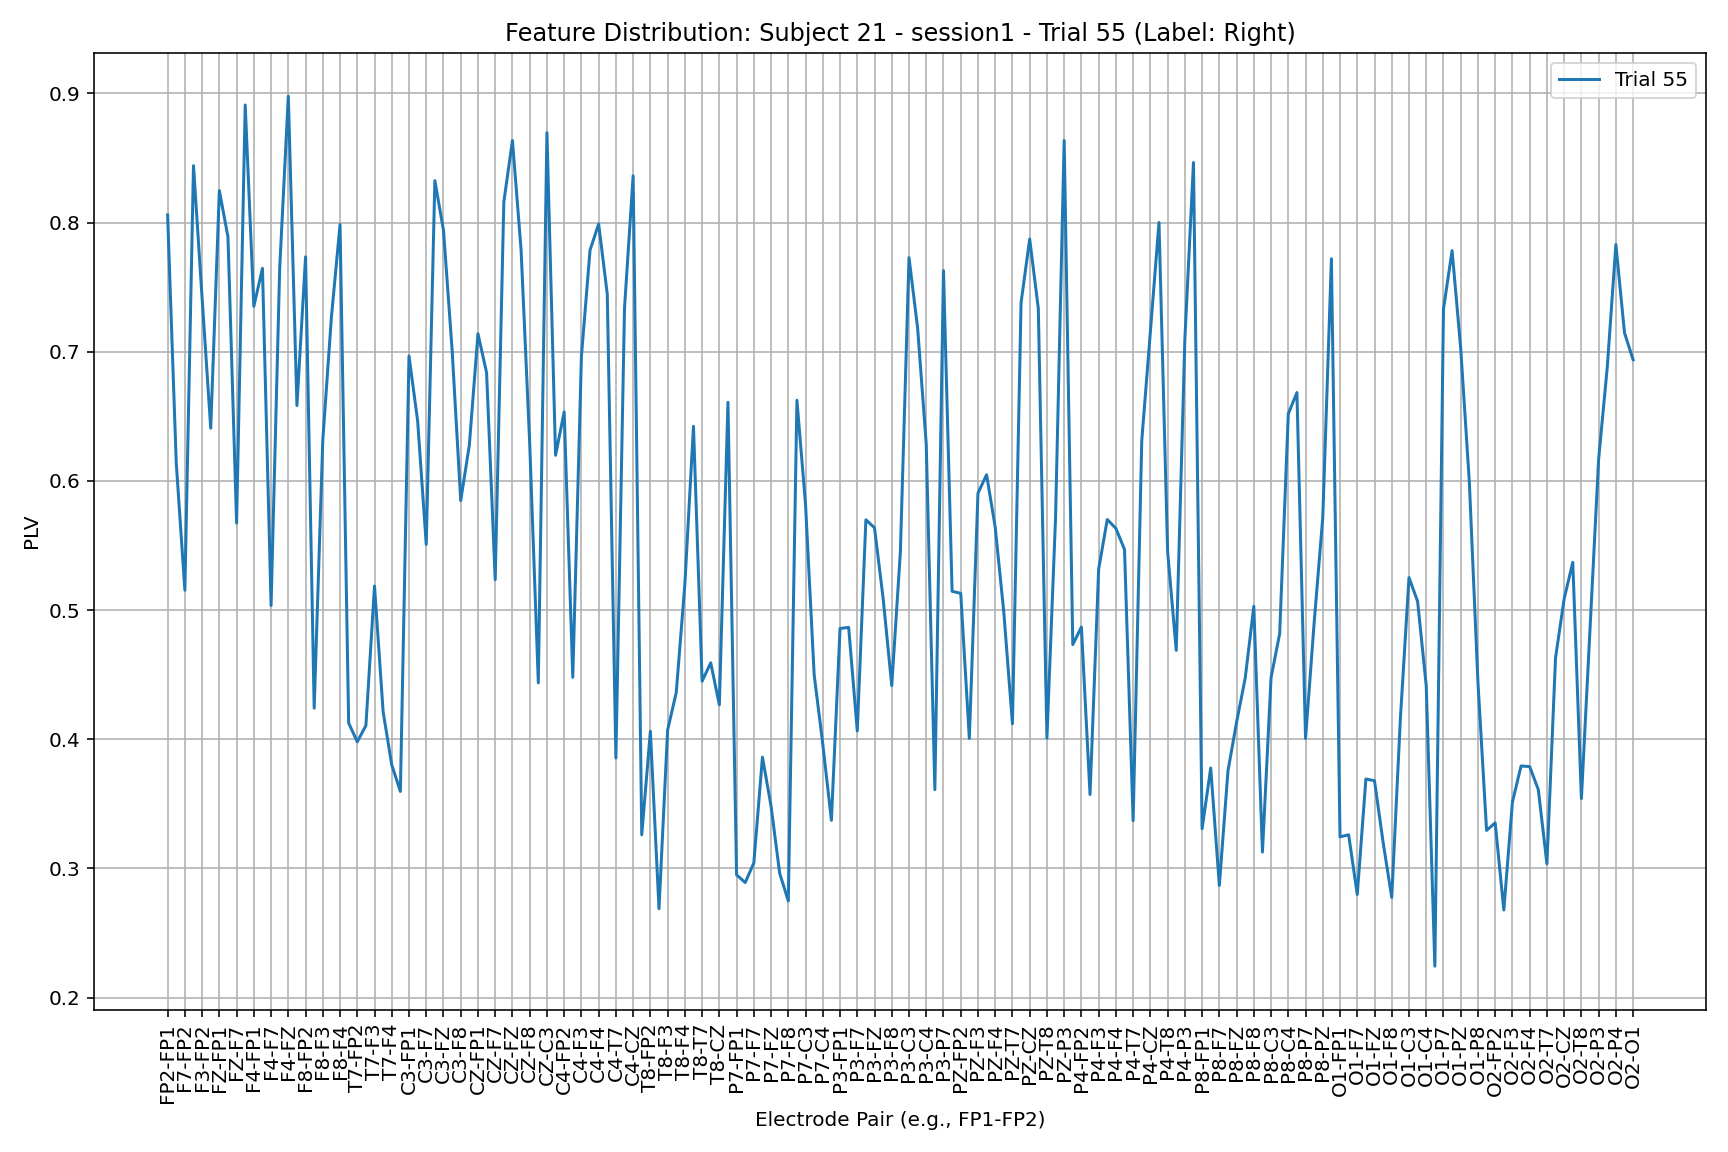 Feature Distribution: Subject 21 - session1 - Trial 55 (Label: Right)
Trial 55
PLV
0.9
0.8
0.7
0.6
0.5
0.4
0.3
0.2
FP2-FP1
F7-FP2
F3-FP2
FZ-FP1
FZ-F7
F4-FP1
F4-F7
F4-FZ
F8-FP2
F8-F3
F8-F4
T7-FP2
T7-F3
T7-F4
C3-FP1
C3-F7
C3-FZ
C3-F8
CZ-FP1
CZ-F7
CZ-FZ
CZ-F8
CZ-C3
C4-FP2
C4-F3
C4-F4
C4-T7
C4-CZ
T8-FP2
T8-F3
T8-F4
T8-T7
T8-CZ
P7-FP1
P7-F7
P7-FZ
P7-F8
P7-C3
P7-C4
P3-FP1
P3-F7
P3-FZ
P3-F8
P3-C3
P3-C4
P3-P7
PZ-FP2
PZ-F3
PZ-F4
PZ-T7
PZ-CZ
PZ-T8
PZ-P3
P4-FP2
P4-F3
P4-F4
P4-T7
P4-CZ
P4-T8
P4-P3
P8-FP1
P8-F7
P8-FZ
P8-F8
P8-C3
P8-C4
P8-P7
P8-PZ
O1-FP1
O1-F7
O1-FZ
O1-F8
O1-C3
O1-C4
O1-P7
O1-PZ
O1-P8
O2-FP2
O2-F3
O2-F4
O2-T7
O2-CZ
O2-T8
O2-P3
O2-P4
O2-O1
Electrode Pair (e.g., FP1-FP2)